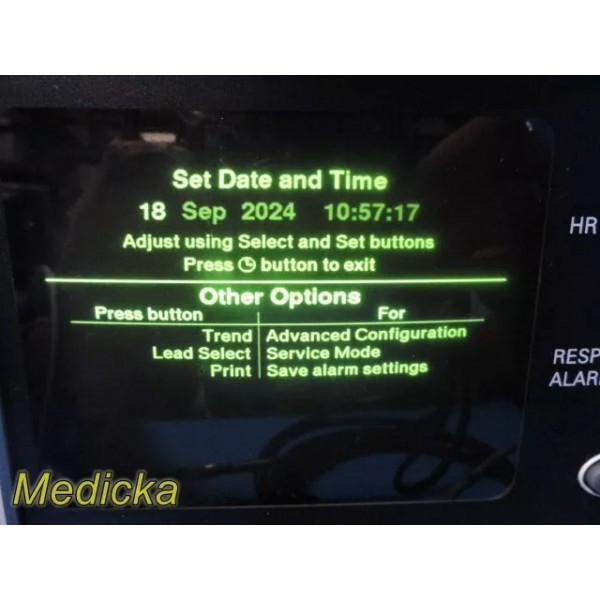 Set Date and Time
18 Sep 2024 10:57:17
Adjust using Select and Set buttons
Press button to exit
Other Options
Press button For
Trend Advanced Configuration
Lead Select Service Mode
Print Save alarm settings
HR
RESP
ALAR
Medicka